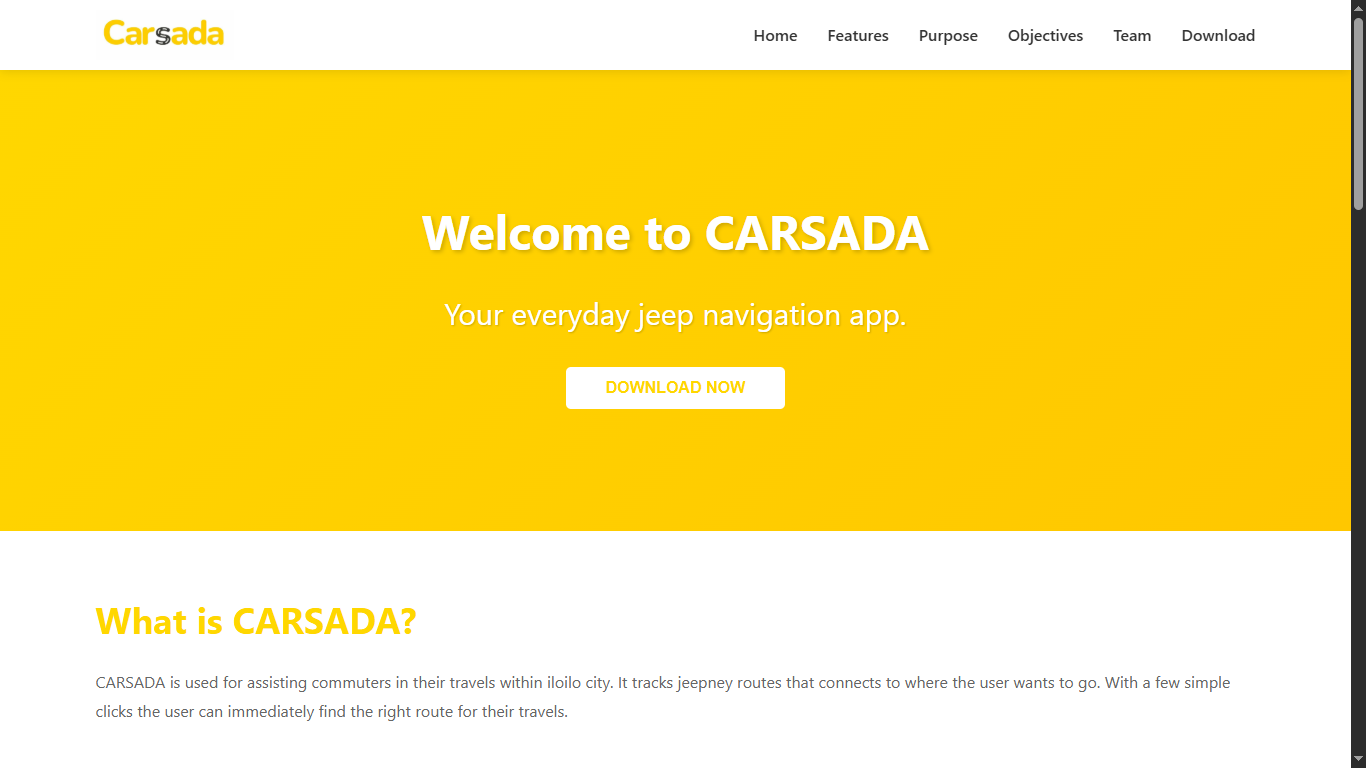 Carsada
Home Features Purpose Objectives Team Download
Welcome to CARSADA
Your everyday jeep navigation app.
DOWNLOAD NOW
What is CARSADA?
CARSADA is used for assisting commuters in their travels within iloilo city. It tracks jeepney routes that connects to where the user wants to go. With a few simple
clicks the user can immediately find the right route for their travels.